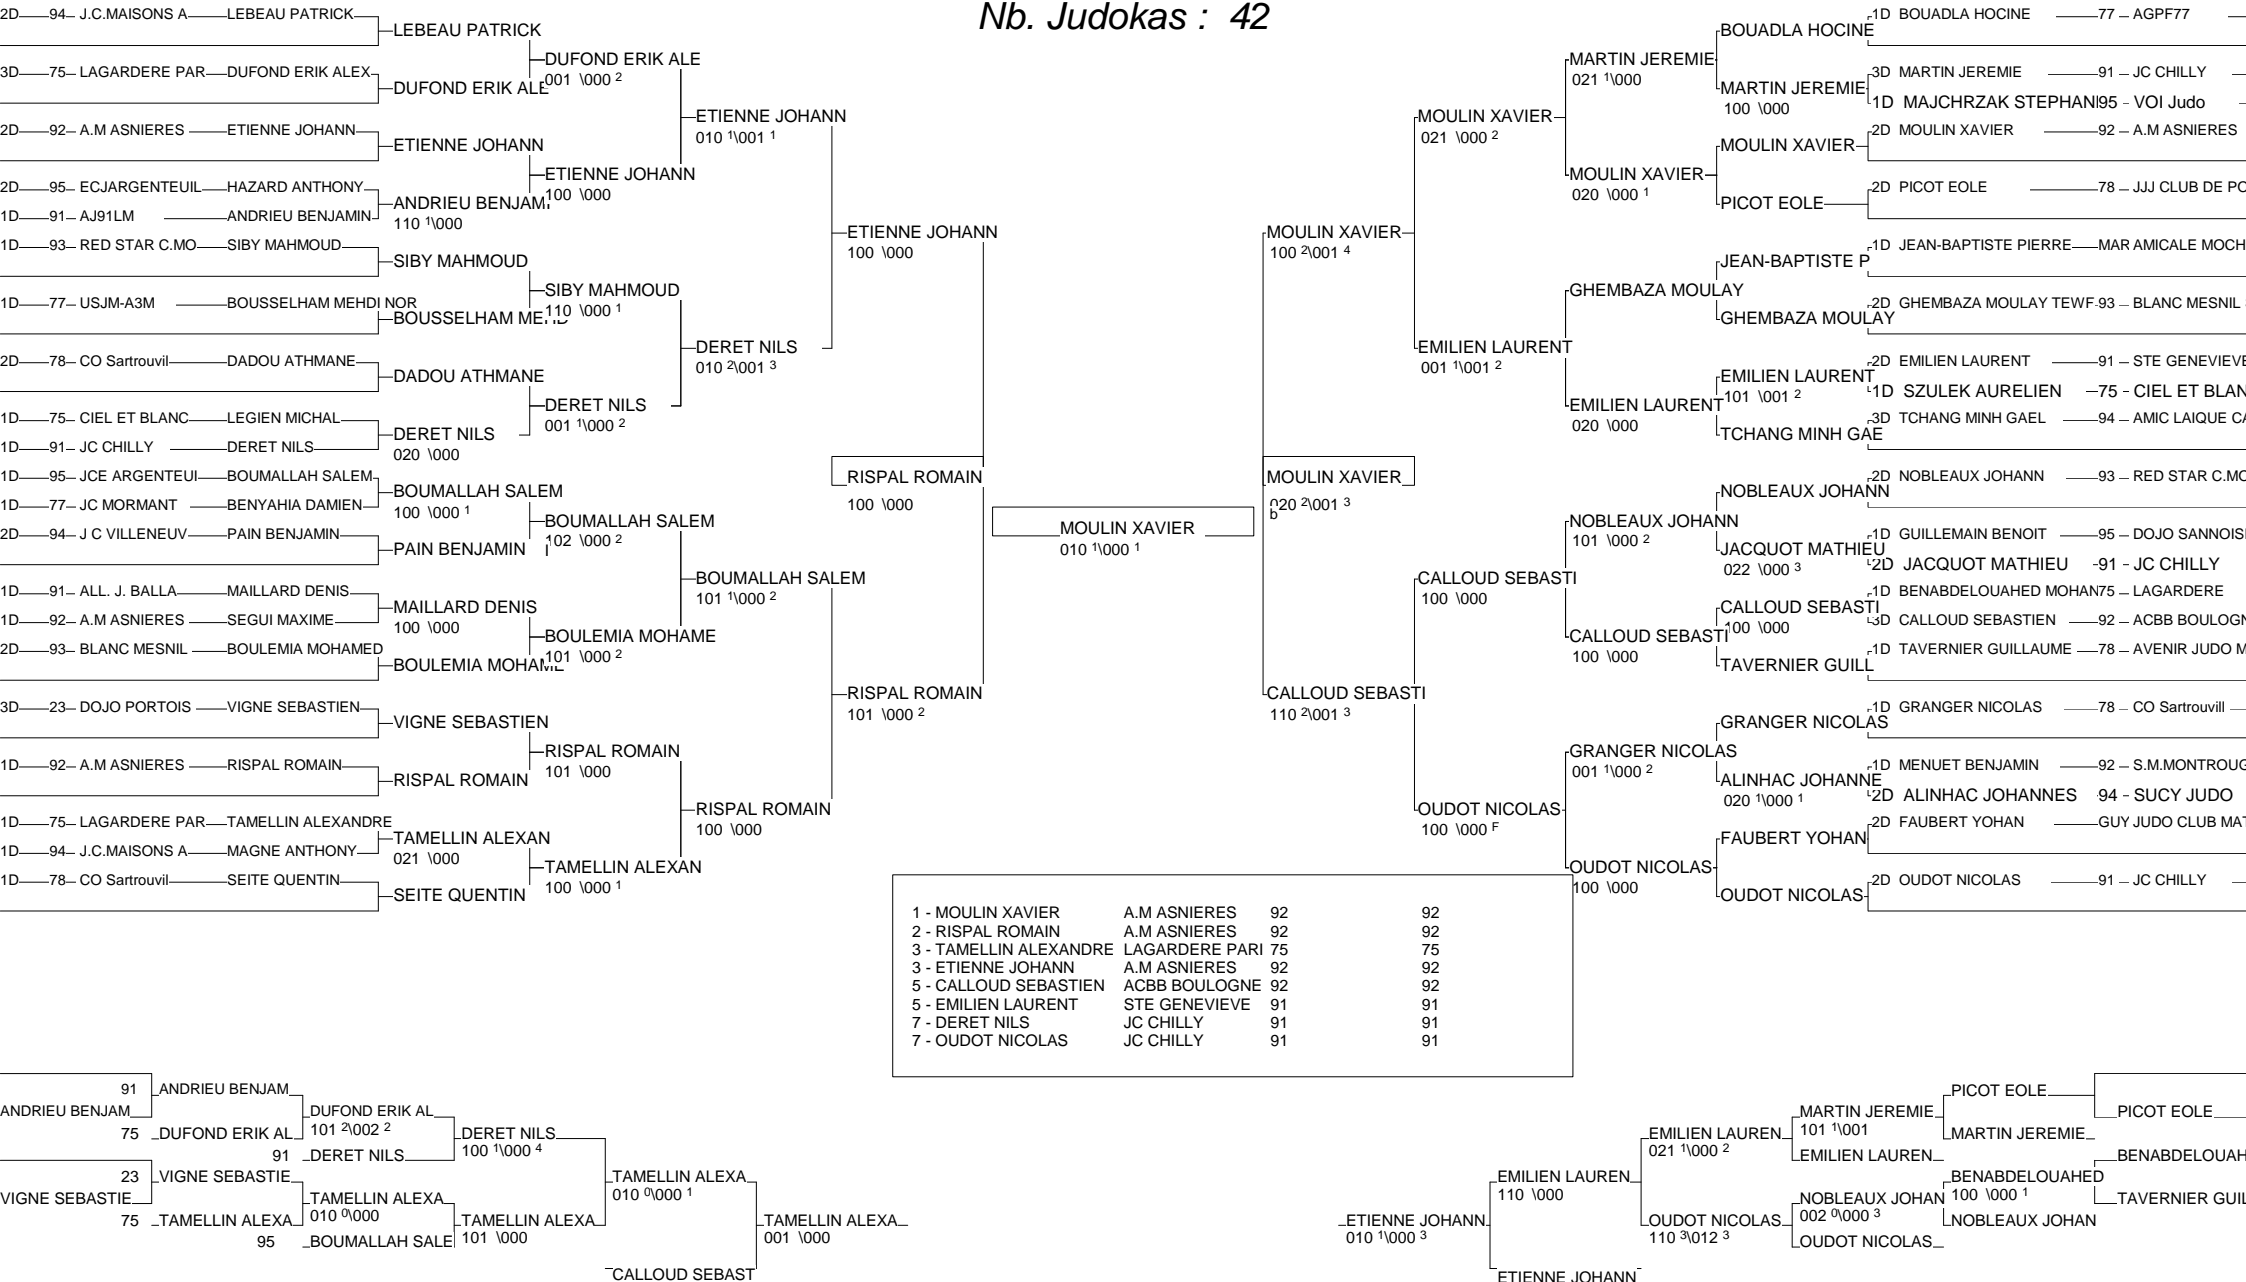 Nb. Judokas : 42
2D 94 J.C.MAISONS A LEBEAU PATRICK
3D 75 LAGARDERE PAR DUFOND ERIK ALEX
2D 92 A.M ASNIERES ETIENNE JOHANN
2D 95 ECJARGENTEUIL HAZARD ANTHONY
1D 91 AJ91LM ANDRIEU BENJAMIN
1D 93 RED STAR C.MO SIBY MAHMOUD
1D 77 USJM-A3M BOUSSELHAM MEHDI NOR
2D 78 CO Sartrouvil DADOU ATHMANE
1D 75 CIEL ET BLANC LEGIEN MICHAL
1D 91 JC CHILLY DERET NILS
1D 95 JCE ARGENTEUI BOUMALLAH SALEM
1D 77 JC MORMANT BENYAHIA DAMIEN
2D 94 J C VILLENEUV PAIN BENJAMIN
1D 91 ALL. J. BALLA MAILLARD DENIS
1D 92 A.M ASNIERES SEGUI MAXIME
2D 93 BLANC MESNIL BOULEMIA MOHAMED
3D 23 DOJO PORTOIS VIGNE SEBASTIEN
1D 92 A.M ASNIERES RISPAL ROMAIN
1D 75 LAGARDERE PAR TAMELLIN ALEXANDRE
1D 94 J.C.MAISONS A MAGNE ANTHONY
1D 78 CO Sartrouvil SEITE QUENTIN
LEBEAU PATRICK
DUFOND ERIK ALE
ETIENNE JOHANN
ANDRIEU BENJAM
110 1\000
SIBY MAHMOUD
BOUSSELHAM MEHD
DADOU ATHMANE
DERET NILS
020 \000
BOUMALLAH SALEM
100 \000 1
PAIN BENJAMIN
MAILLARD DENIS
100 \000
BOULEMIA MOHAME
VIGNE SEBASTIEN
RISPAL ROMAIN
TAMELLIN ALEXAN
021 \000
SEITE QUENTIN
DUFOND ERIK ALE
001 \000 2
ETIENNE JOHANN
100 \000
SIBY MAHMOUD
110 \000 1
DERET NILS
001 1\000 2
BOUMALLAH SALEM
102 \000 2
BOULEMIA MOHAME
101 \000 2
RISPAL ROMAIN
101 \000
TAMELLIN ALEXAN
100 \000 1
ETIENNE JOHANN
010 1\001 1
DERET NILS
010 2\001 3
BOUMALLAH SALEM
101 1\000 2
RISPAL ROMAIN
100 \000
ETIENNE JOHANN
100 \000
RISPAL ROMAIN
101 \000 2
RISPAL ROMAIN
100 \000
MOULIN XAVIER
010 1\000 1
MOULIN XAVIER
020 2\001 3
b
MOULIN XAVIER
100 2\001 4
CALLOUD SEBASTI
110 2\001 3
MOULIN XAVIER
021 \000 2
EMILIEN LAURENT
001 1\001 2
CALLOUD SEBASTI
100 \000
OUDOT NICOLAS
100 \000 F
MARTIN JEREMIE
021 1\000
MOULIN XAVIER
020 \000 1
GHEMBAZA MOULAY
EMILIEN LAURENT
020 \000
NOBLEAUX JOHANN
101 \000 2
CALLOUD SEBASTI
100 \000
GRANGER NICOLAS
001 1\000 2
OUDOT NICOLAS
100 \000
BOUADLA HOCINE
MARTIN JEREMIE
100 \000
MOULIN XAVIER
PICOT EOLE
JEAN-BAPTISTE P
GHEMBAZA MOULAY
EMILIEN LAURENT
101 \001 2
TCHANG MINH GAE
NOBLEAUX JOHANN
JACQUOT MATHIEU
022 \000 3
CALLOUD SEBASTI
100 \000
TAVERNIER GUILL
GRANGER NICOLAS
ALINHAC JOHANNE
020 1\000 1
FAUBERT YOHAN
OUDOT NICOLAS
1D BOUADLA HOCINE 77 AGPF77
3D MARTIN JEREMIE 91 JC CHILLY
1D MAJCHRZAK STEPHANI 95 - VOI Judo
2D MOULIN XAVIER 92 A.M ASNIERES
2D PICOT EOLE 78 JJJ CLUB DE PO
1D JEAN-BAPTISTE PIERRE MAR AMICALE MOCH
2D GHEMBAZA MOULAY TEWF 93 BLANC MESNIL
2D EMILIEN LAURENT 91 STE GENEVIEVE
1D SZULEK AURELIEN 75 - CIEL ET BLAN
3D TCHANG MINH GAEL 94 AMIC LAIQUE CA
2D NOBLEAUX JOHANN 93 RED STAR C.MO
1D GUILLEMAIN BENOIT 95 DOJO SANNOISI
2D JACQUOT MATHIEU 91 - JC CHILLY
1D BENABDELOUAHED MOHAN 75 LAGARDERE
3D CALLOUD SEBASTIEN 92 ACBB BOULOGN
1D TAVERNIER GUILLAUME 78 AVENIR JUDO M
1D GRANGER NICOLAS 78 CO Sartrouvill
1D MENUET BENJAMIN 92 S.M.MONTROUG
2D ALINHAC JOHANNES 94 - SUCY JUDO
2D FAUBERT YOHAN GUY JUDO CLUB MAT
2D OUDOT NICOLAS 91 JC CHILLY
1 - MOULIN XAVIER A.M ASNIERES 92 92
2 - RISPAL ROMAIN A.M ASNIERES 92 92
3 - TAMELLIN ALEXANDRE LAGARDERE PARI 75 75
3 - ETIENNE JOHANN A.M ASNIERES 92 92
5 - CALLOUD SEBASTIEN ACBB BOULOGNE 92 92
5 - EMILIEN LAURENT STE GENEVIEVE 91 91
7 - DERET NILS JC CHILLY 91 91
7 - OUDOT NICOLAS JC CHILLY 91 91
91 ANDRIEU BENJAM
ANDRIEU BENJAM
75 DUFOND ERIK AL
91 DERET NILS
23 VIGNE SEBASTIE
VIGNE SEBASTIE
75 TAMELLIN ALEXA
95 BOUMALLAH SALE
DUFOND ERIK AL
101 2\002 2
TAMELLIN ALEXA
010 0\000
DERET NILS
100 1\000 4
TAMELLIN ALEXA
101 \000
TAMELLIN ALEXA
010 0\000 1
CALLOUD SEBAST
TAMELLIN ALEXA
001 \000
ETIENNE JOHANN
010 1\000 3
EMILIEN LAUREN
110 \000
ETIENNE JOHANN
EMILIEN LAUREN
021 1\000 2
OUDOT NICOLAS
110 3\012 3
MARTIN JEREMIE
101 1\001
EMILIEN LAUREN
NOBLEAUX JOHAN
002 0\000 3
OUDOT NICOLAS
PICOT EOLE
MARTIN JEREMIE
BENABDELOUAHED
100 \000 1
NOBLEAUX JOHAN
PICOT EOLE
BENABDELOUAH
TAVERNIER GUIL